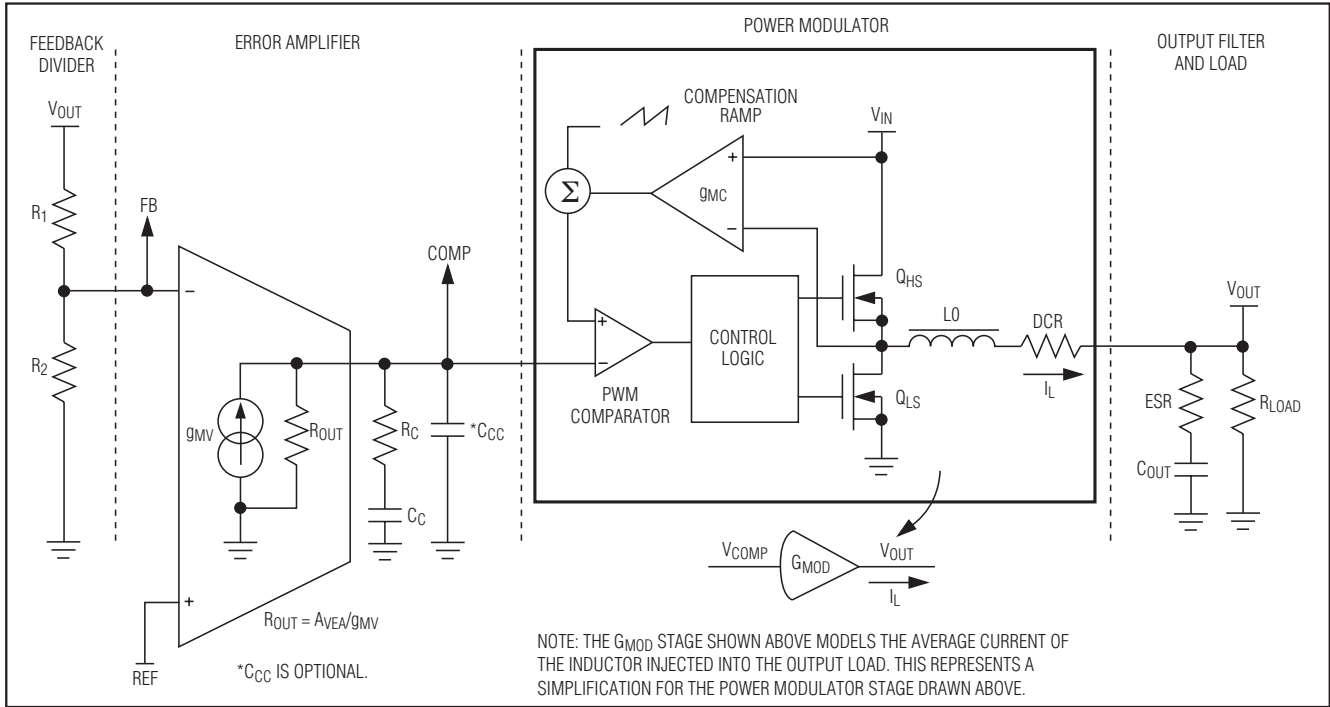 FEEDBACK
DIVIDER
ERROR AMPLIFIER
POWER MODULATOR
OUTPUT FILTER
AND LOAD
VOUT
R1
FB
R2
gMV
ROUT
RC
CC
*CCC
COMP
−
+
REF
ROUT = AVEA/gMV
*CCC IS OPTIONAL.
COMPENSATION
RAMP
Σ
gMC
+
−
VIN
+
−
PWM
COMPARATOR
CONTROL
LOGIC
QHS
QLS
L0
DCR
IL
VOUT
ESR
RLOAD
COUT
VCOMP
GMOD
VOUT
IL
NOTE: THE GMOD STAGE SHOWN ABOVE MODELS THE AVERAGE CURRENT OF
THE INDUCTOR INJECTED INTO THE OUTPUT LOAD. THIS REPRESENTS A
SIMPLIFICATION FOR THE POWER MODULATOR STAGE DRAWN ABOVE.